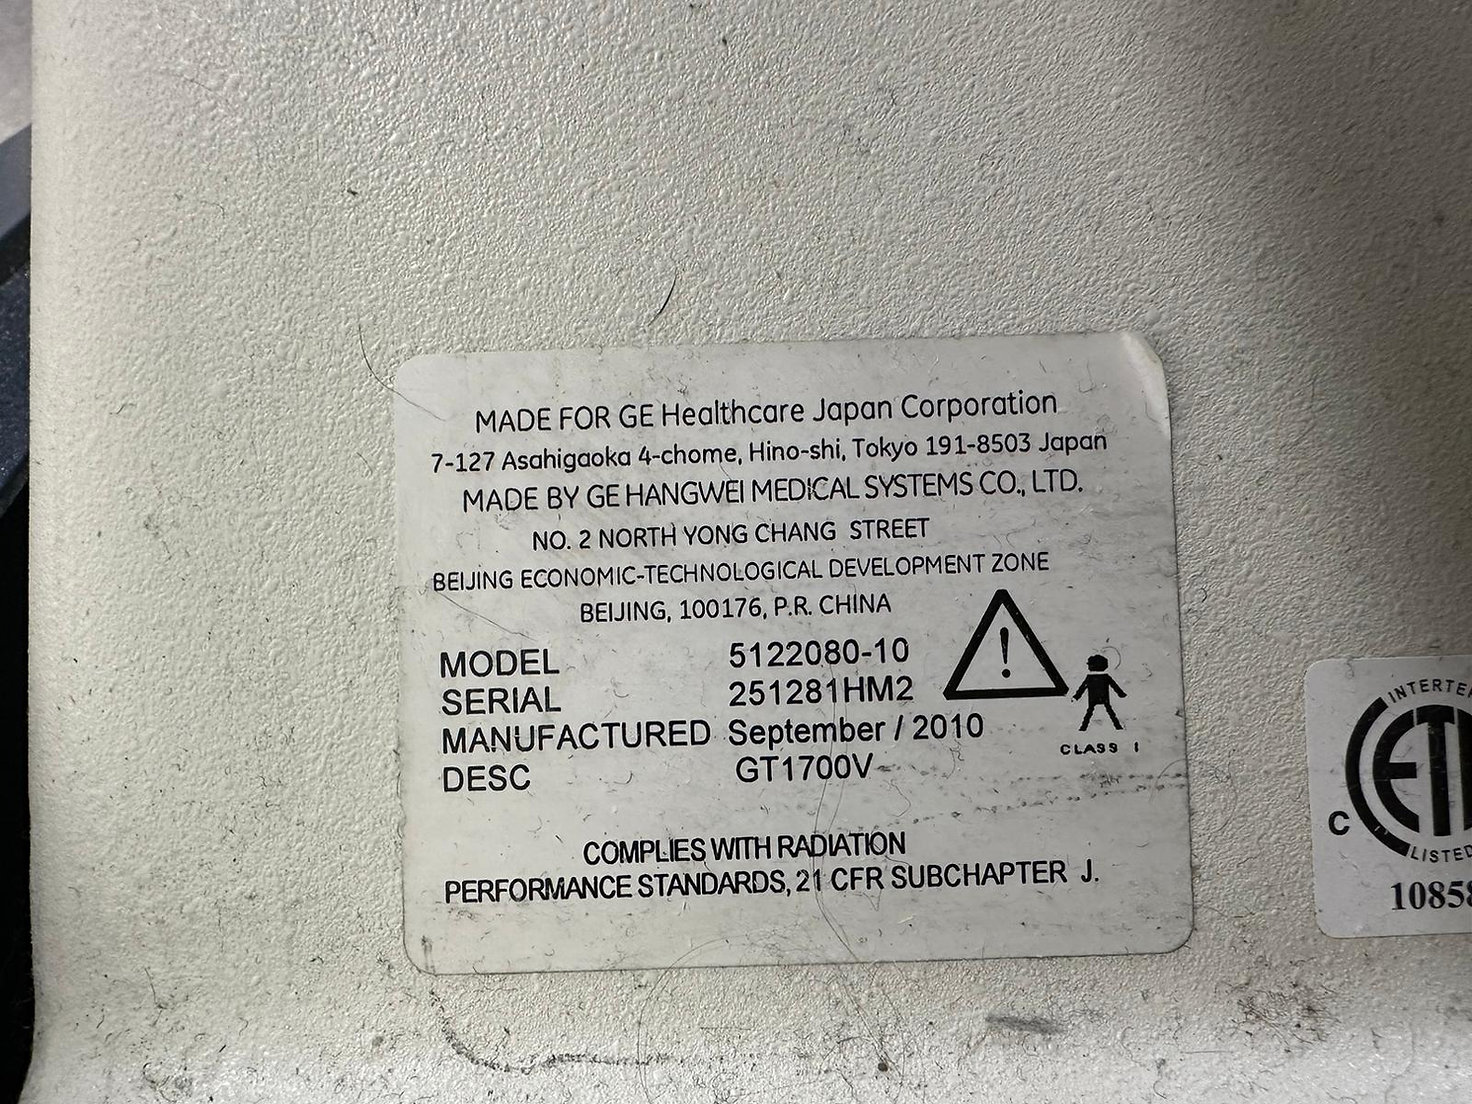 MADE FOR GE Healthcare Japan Corporation
7-127 Asahigaoka 4-chome, Hino-shi, Tokyo 191-8503 Japan
MADE BY GE HANGWEI MEDICAL SYSTEMS CO., LTD.
NO. 2 NORTH YONG CHANG STREET
BEIJING ECONOMIC-TECHNOLOGICAL DEVELOPMENT ZONE
BEIJING, 100176, P.R. CHINA
MODEL 5122080-10
SERIAL 251281HM2
MANUFACTURED September / 2010
DESC GT1700V
!
CLASS I
COMPLIES WITH RADIATION
PERFORMANCE STANDARDS, 21 CFR SUBCHAPTER J.
C
ETL
LISTED